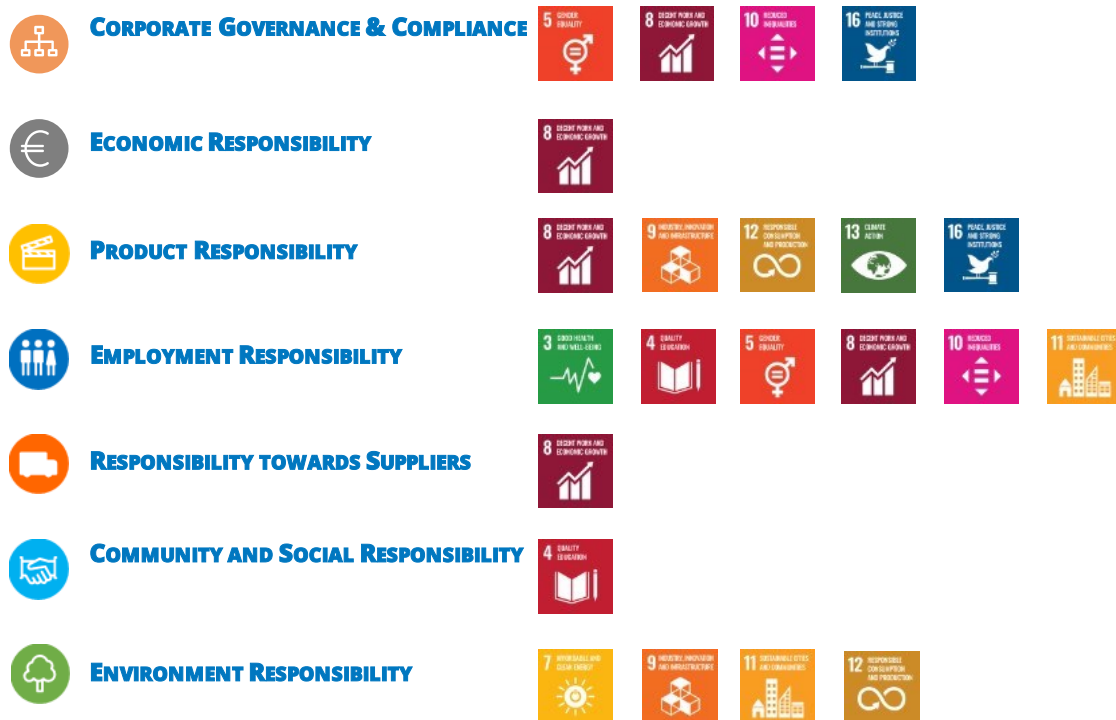 CORPORATE GOVERNANCE & COMPLIANCE
5 GENDER
EQUALITY
8 DECENT WORK AND
ECONOMIC GROWTH
10 REDUCED
INEQUALITIES
16 PEACE, JUSTICE
AND STRONG
INSTITUTIONS
€
ECONOMIC RESPONSIBILITY
8 DECENT WORK AND
ECONOMIC GROWTH
PRODUCT RESPONSIBILITY
8 DECENT WORK AND
ECONOMIC GROWTH
9 INDUSTRY, INNOVATION
AND INFRASTRUCTURE
12 RESPONSIBLE
CONSUMPTION
AND PRODUCTION
13 CLIMATE
ACTION
16 PEACE, JUSTICE
AND STRONG
INSTITUTIONS
EMPLOYMENT RESPONSIBILITY
3 GOOD HEALTH
AND WELL-BEING
4 QUALITY
EDUCATION
5 GENDER
EQUALITY
8 DECENT WORK AND
ECONOMIC GROWTH
10 REDUCED
INEQUALITIES
11 SUSTAINABLE CITIES
AND COMMUNITIES
RESPONSIBILITY TOWARDS SUPPLIERS
8 DECENT WORK AND
ECONOMIC GROWTH
COMMUNITY AND SOCIAL RESPONSIBILITY
4 QUALITY
EDUCATION
ENVIRONMENT RESPONSIBILITY
7 AFFORDABLE AND
CLEAN ENERGY
9 INDUSTRY, INNOVATION
AND INFRASTRUCTURE
11 SUSTAINABLE CITIES
AND COMMUNITIES
12 RESPONSIBLE
CONSUMPTION
AND PRODUCTION